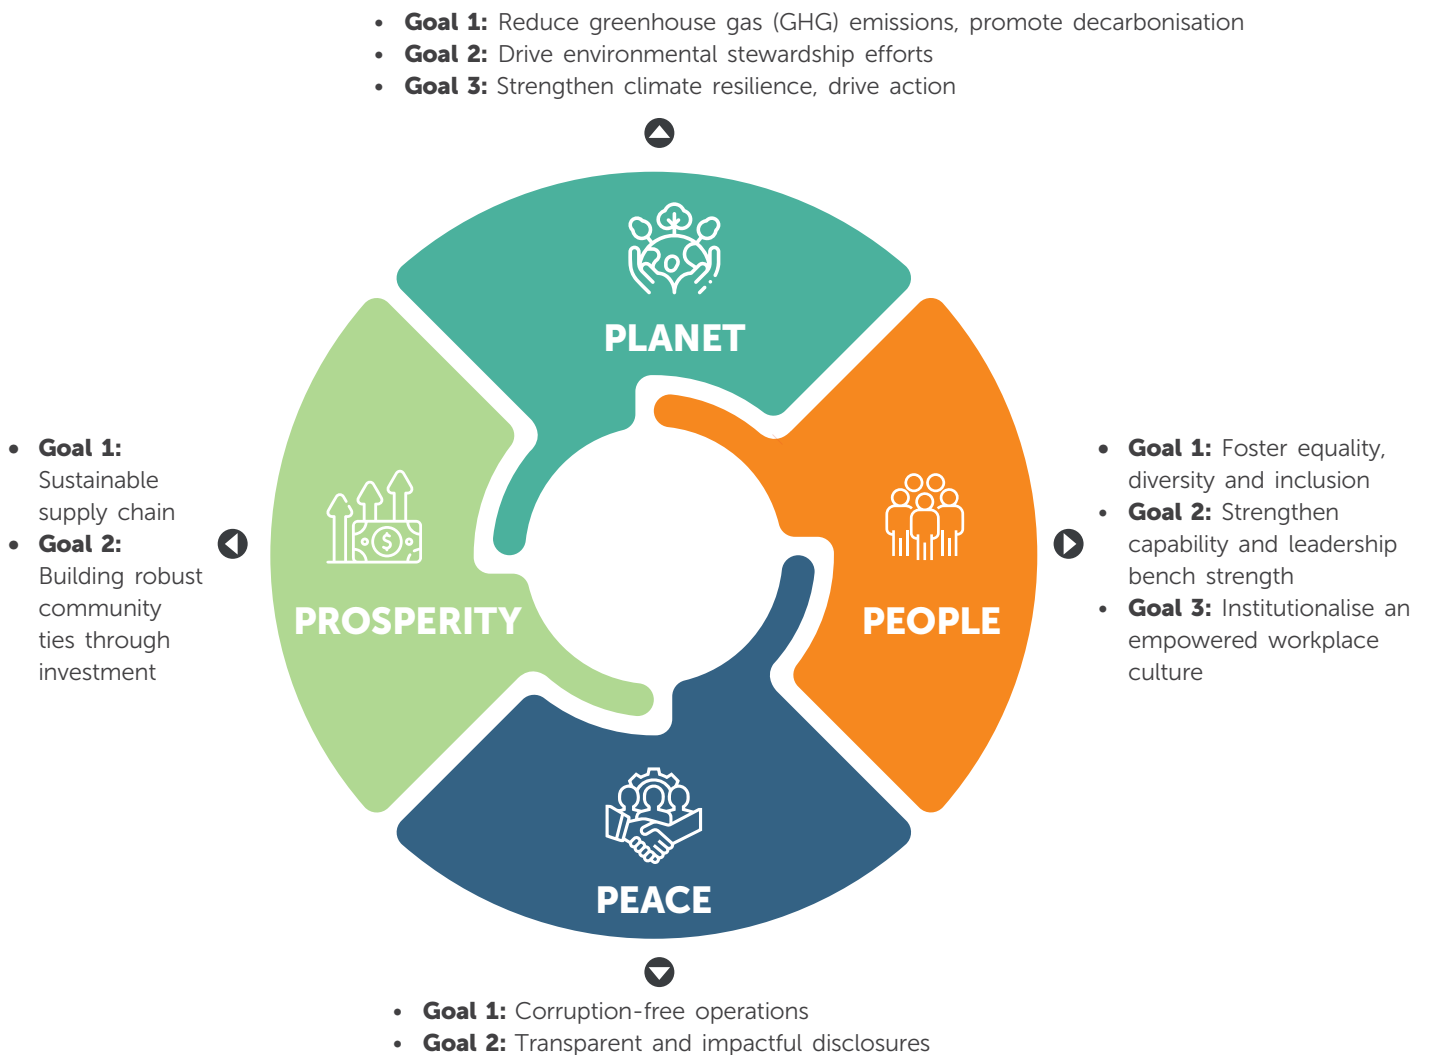 • Goal 1: Reduce greenhouse gas (GHG) emissions, promote decarbonisation
• Goal 2: Drive environmental stewardship efforts
• Goal 3: Strengthen climate resilience, drive action
PLANET
• Goal 1:
Sustainable
supply chain
• Goal 2:
Building robust
community
ties through
investment
PROSPERITY
PEOPLE
• Goal 1: Foster equality,
diversity and inclusion
• Goal 2: Strengthen
capability and leadership
bench strength
• Goal 3: Institutionalise an
empowered workplace
culture
PEACE
• Goal 1: Corruption-free operations
• Goal 2: Transparent and impactful disclosures